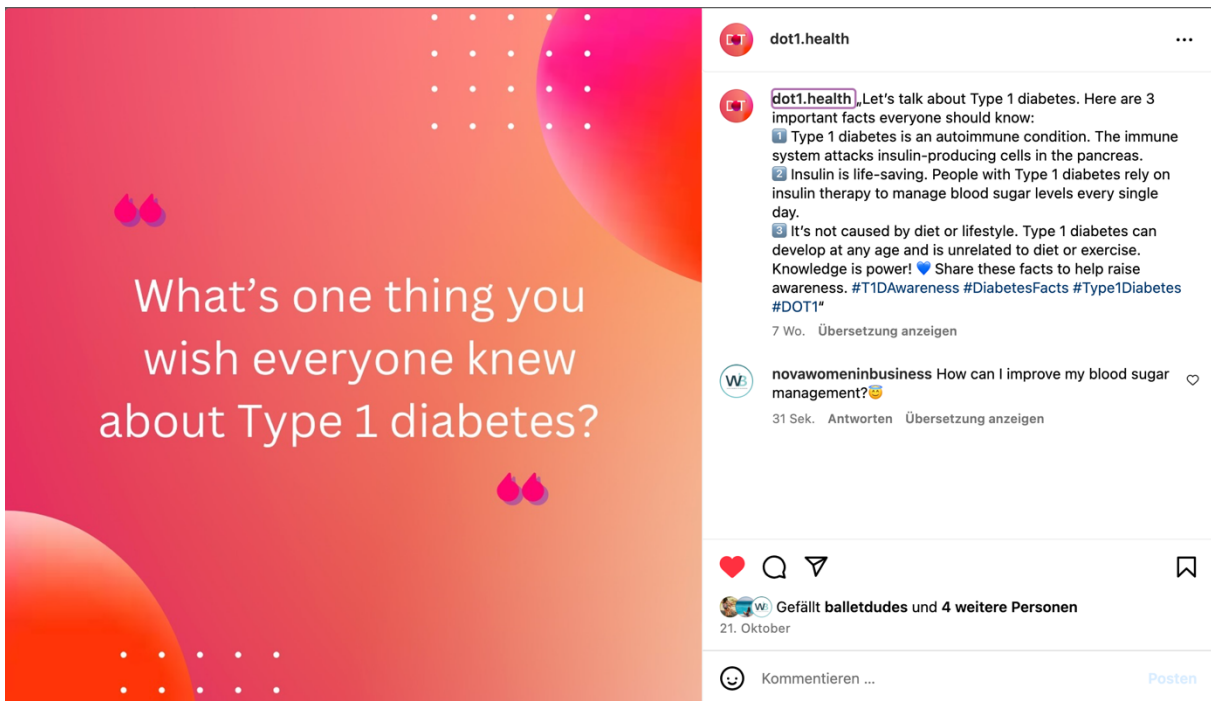 What's one thing you
wish everyone knew
about Type 1 diabetes?
DOT
dot1.health
...
DOT
dot1.health „Let's talk about Type 1 diabetes. Here are 3
important facts everyone should know:
1️⃣ Type 1 diabetes is an autoimmune condition. The immune
system attacks insulin-producing cells in the pancreas.
2️⃣ Insulin is life-saving. People with Type 1 diabetes rely on
insulin therapy to manage blood sugar levels every single
day.
3️⃣ It's not caused by diet or lifestyle. Type 1 diabetes can
develop at any age and is unrelated to diet or exercise.
Knowledge is power! 💙 Share these facts to help raise
awareness. #T1DAwareness #DiabetesFacts #Type1Diabetes
#DOT1“
7 Wo. Übersetzung anzeigen
WB
novawomeninbusiness How can I improve my blood sugar
management?😇
31 Sek. Antworten Übersetzung anzeigen
Gefällt balletdudes und 4 weitere Personen
21. Oktober
Kommentieren ...
Posten